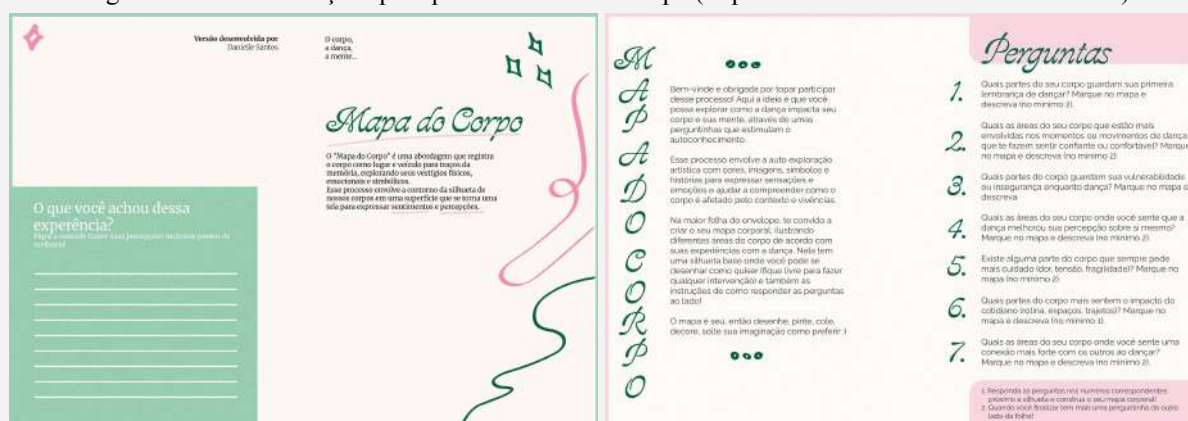 Versão desenvolvida por
Danielle Santos
O corpo,
a dança,
a mente...
Mapa do Corpo
O "Mapa do Corpo" é uma abordagem que registra
o corpo como lugar e veículo para traços da
memória, explorando seus vestígios físicos,
emocionais e simbólicos.
Esse processo envolve a contorno da silhueta de
nossos corpos em uma superfície que se torna uma
tela para expressar sentimentos e percepções.
O que você achou dessa
experência?
MAPA DO CORPO
Bem-vinde e obrigada por topar participar
desse processo! Aqui a ideia é que você
possa explorar como a dança impacta seu
corpo e sua mente, através de umas
perguntinhas que estimulam o
autoconhecimento.
Esse processo envolve a auto exploração
artística com cores, imagens, símbolos e
histórias para expressar sensações e
emoções e ajudar a compreender como o
corpo é afetado pelo contexto e vivências.
Na maior folha do envelope, te convido a
criar o seu mapa corporal, ilustrando
diferentes áreas do corpo de acordo com
suas experiências com a dança. Nela tem
uma silhueta base onde você pode se
desenhar como quiser (fique livre para fazer
qualquer intervenção) e também as
instruções de como responder as perguntas
ao lado!
O mapa é seu, então desenhe, pinte, cole,
decore, solte sua imaginação como preferir :)
Perguntas
1. Quais partes do seu corpo guardam sua primeira
lembrança de dançar? Marque no mapa e
descreva (no mínimo 2).
2. Quais as áreas do seu corpo que estão mais
envolvidas nos momentos ou movimentos de dança
que te fazem sentir confiante ou confortável? Marque
no mapa e descreva (no mínimo 2).
3. Quais partes do corpo guardam sua vulnerabilidade
ou insegurança enquanto dança? Marque no mapa e
descreva
4. Quais as áreas do seu corpo onde você sente que a
dança melhorou sua percepção sobre si mesmo?
Marque no mapa e descreva (no mínimo 2).
5. Existe alguma parte do corpo que sempre pede
mais cuidado (dor, tensão, fragilidade)? Marque no
mapa (no mínimo 2).
6. Quais partes do corpo mais sentem o impacto do
cotidiano (rotina, espaços, trajetos)? Marque no
mapa e descreva (no mínimo 1).
7. Quais as áreas do seu corpo onde você sente uma
conexão mais forte com os outros ao dançar?
Marque no mapa e descreva (no mínimo 2).
1. Responda as perguntas nos números correspondentes
próximo a silhueta e construa o seu mapa corporal!
2. Quando você finalizar tem mais uma perguntinha do outro
lado da folha!